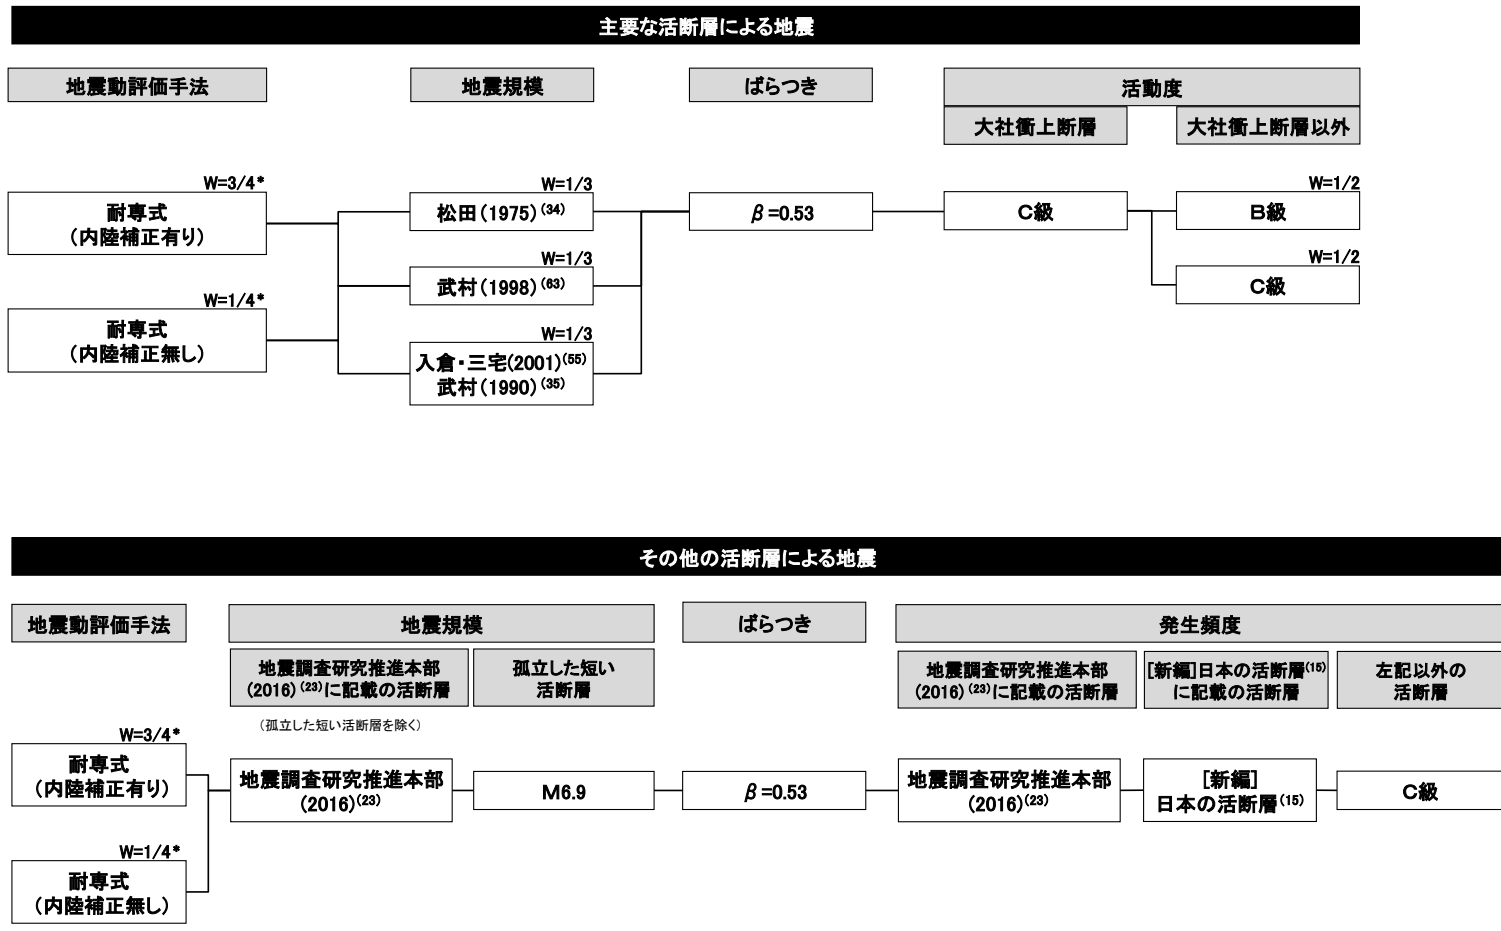 主要な活断層による地震
地震動評価手法
地震規模
ばらつき
活動度
大社衝上断層
大社衝上断層以外
W=3/4*
耐専式
(内陸補正有り)
W=1/4*
耐専式
(内陸補正無し)
W=1/3
松田(1975)(34)
W=1/3
武村(1998)(63)
W=1/3
入倉・三宅(2001)(55)
武村(1990)(35)
β=0.53
C級
W=1/2
B級
W=1/2
C級
その他の活断層による地震
地震動評価手法
地震規模
ばらつき
発生頻度
地震調査研究推進本部
(2016)(23)に記載の活断層
(孤立した短い活断層を除く)
孤立した短い
活断層
地震調査研究推進本部
(2016)(23)に記載の活断層
[新編]日本の活断層(15)
に記載の活断層
左記以外の
活断層
W=3/4*
耐専式
(内陸補正有り)
W=1/4*
耐専式
(内陸補正無し)
地震調査研究推進本部
(2016)(23)
M6.9
β=0.53
地震調査研究推進本部
(2016)(23)
[新編]
日本の活断層(15)
C級